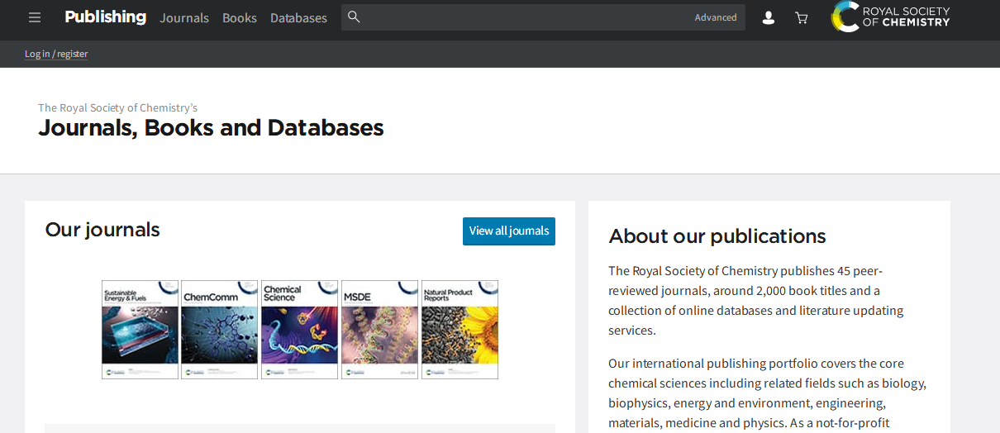 Publishing Journals Books Databases Advanced ROYAL SOCIETY
OF CHEMISTRY
Log in / register
The Royal Society of Chemistry's
Journals, Books and Databases
Our journals
View all journals
Sustainable
Energy & Fuels
ChemComm
Chemical
Science
MSDE
Natural Product
Reports
About our publications
The Royal Society of Chemistry publishes 45 peer-
reviewed journals, around 2,000 book titles and a
collection of online databases and literature updating
services.
Our international publishing portfolio covers the core
chemical sciences including related fields such as biology,
biophysics, energy and environment, engineering,
materials, medicine and physics. As a not-for-profit